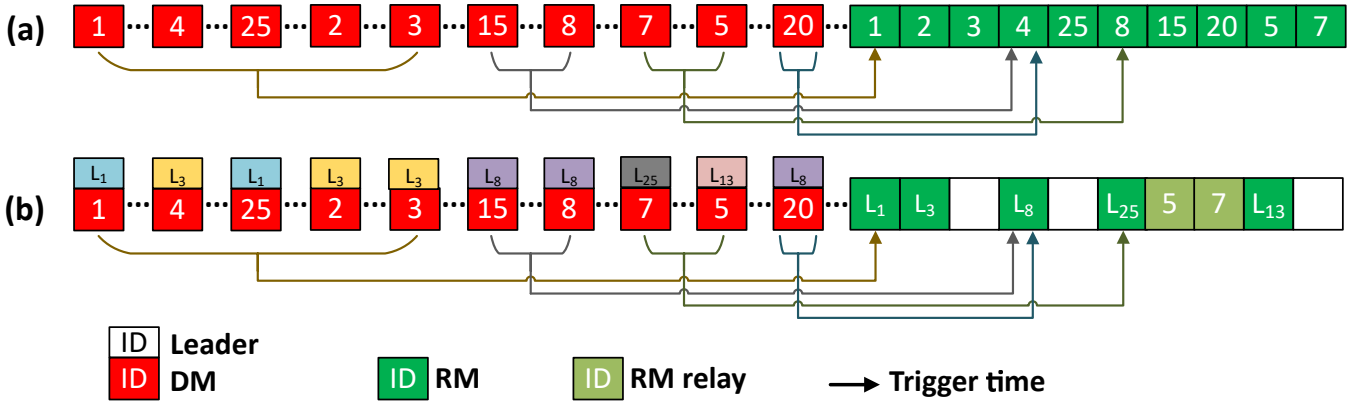 (a) 1 ••• 4 ••• 25 ••• 2 ••• 3 ••• 15 ••• 8 ••• 7 ••• 5 ••• 20 ••• 1 2 3 4 25 8 15 20 5 7
L₁ L₃ L₁ L₃ L₃ L₈ L₈ L₂₅ L₁₃ L₈
(b) 1 ••• 4 ••• 25 ••• 2 ••• 3 ••• 15 ••• 8 ••• 7 ••• 5 ••• 20 ••• L₁ L₃ L₈ L₂₅ 5 7 L₁₃
ID Leader
ID DM ID RM ID RM relay Trigger time